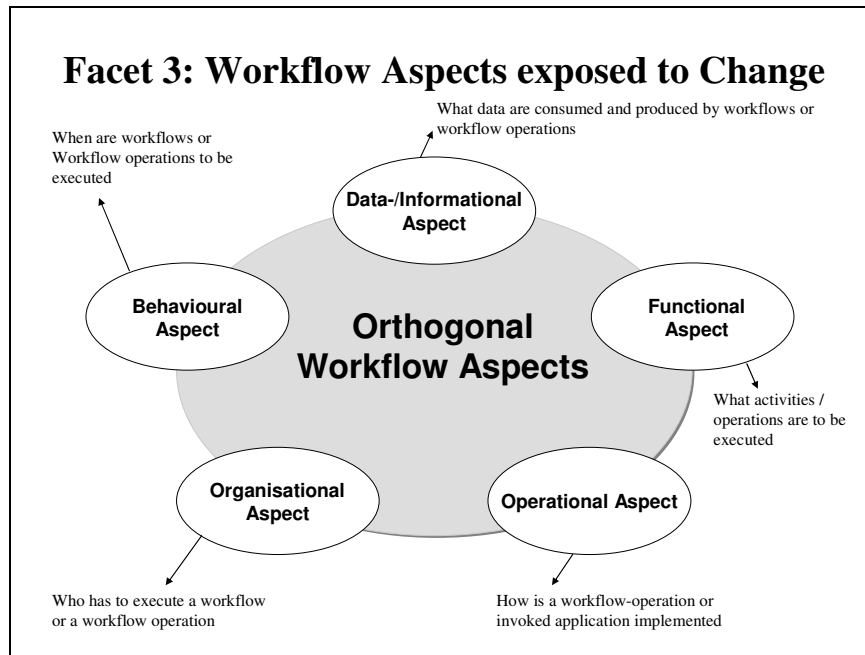 Facet 3: Workflow Aspects exposed to Change
What data are consumed and produced by workflows or
workflow operations
When are workflows or
Workflow operations to be
executed
Data-/Informational
Aspect
Behavioural
Aspect
Functional
Aspect
Orthogonal
Workflow Aspects
What activities /
operations are to be
executed
Organisational
Aspect
Operational Aspect
Who has to execute a workflow
or a workflow operation
How is a workflow-operation or
invoked application implemented